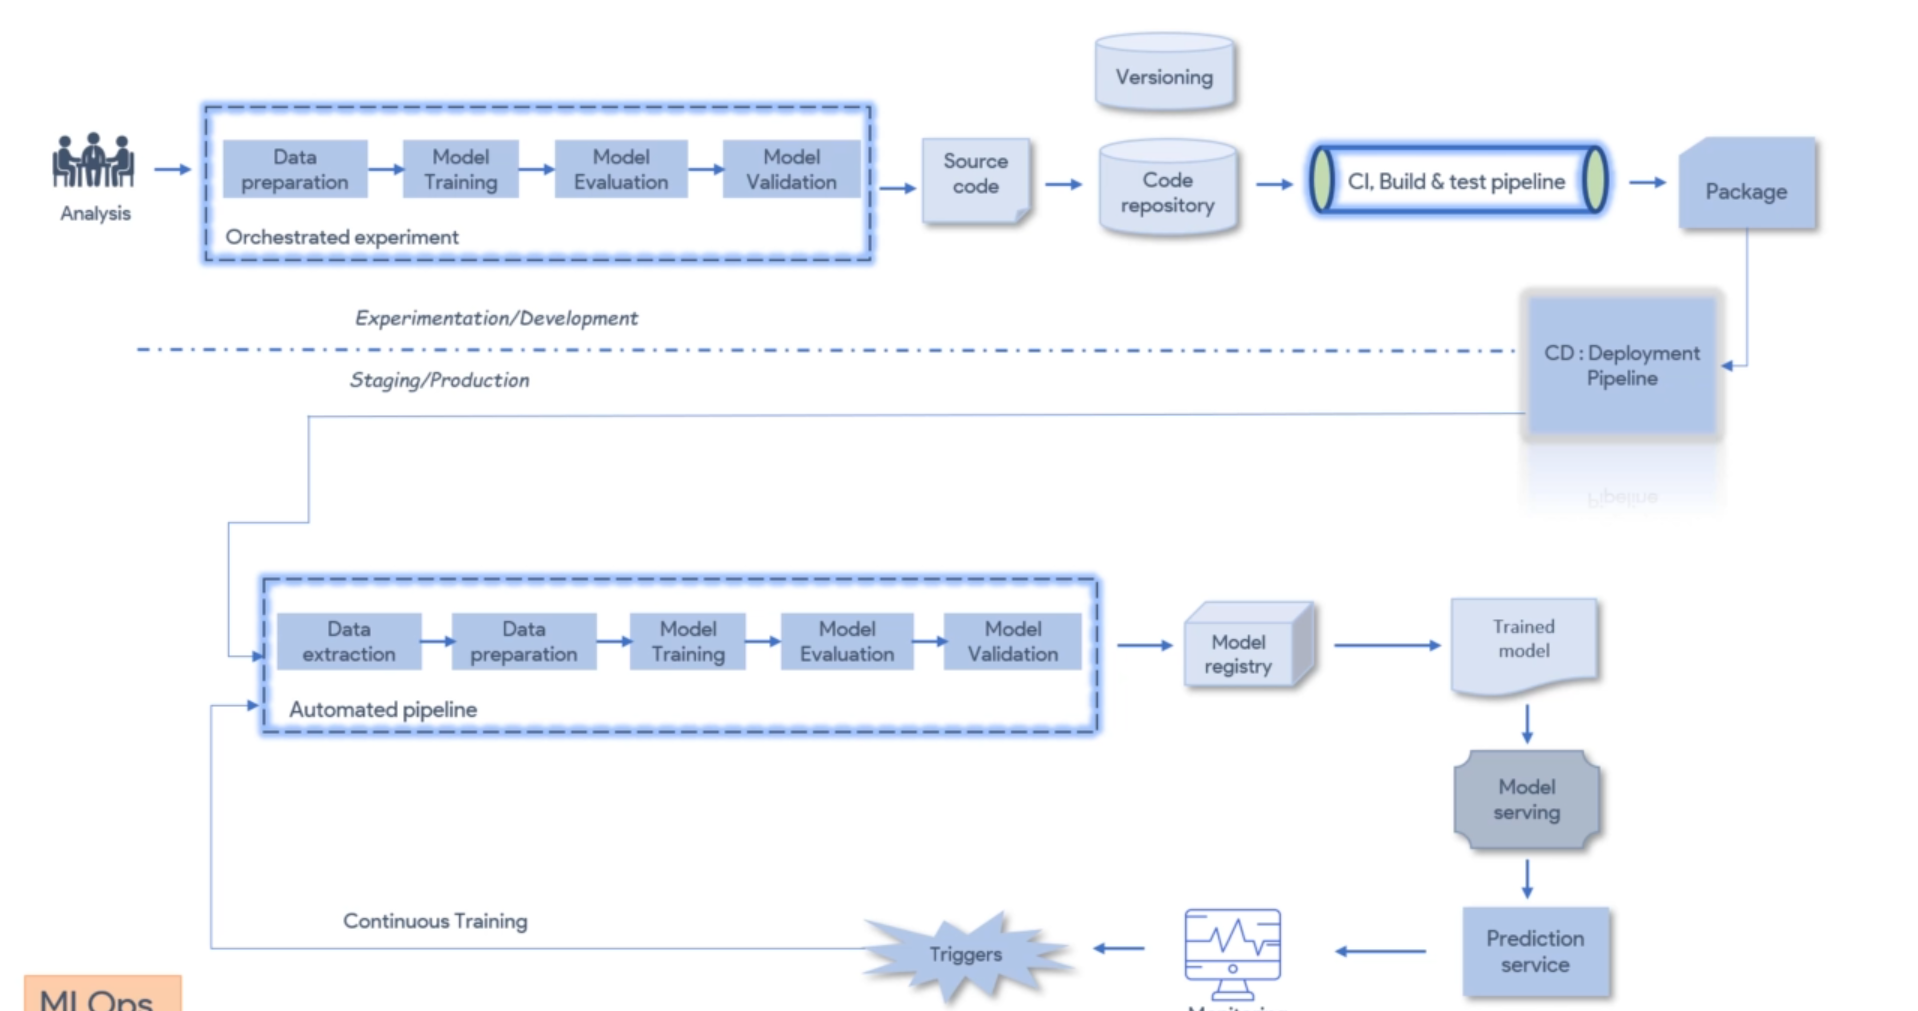 Versioning
Analysis
Data
preparation
Model
Training
Model
Evaluation
Model
Validation
Orchestrated experiment
Source
code
Code
repository
CI, Build & test pipeline
Package
Experimentation/Development
Staging/Production
CD : Deployment
Pipeline
Data
extraction
Data
preparation
Model
Training
Model
Evaluation
Model
Validation
Automated pipeline
Model
registry
Trained
model
Model
serving
Prediction
service
Continuous Training
Triggers
MLOps